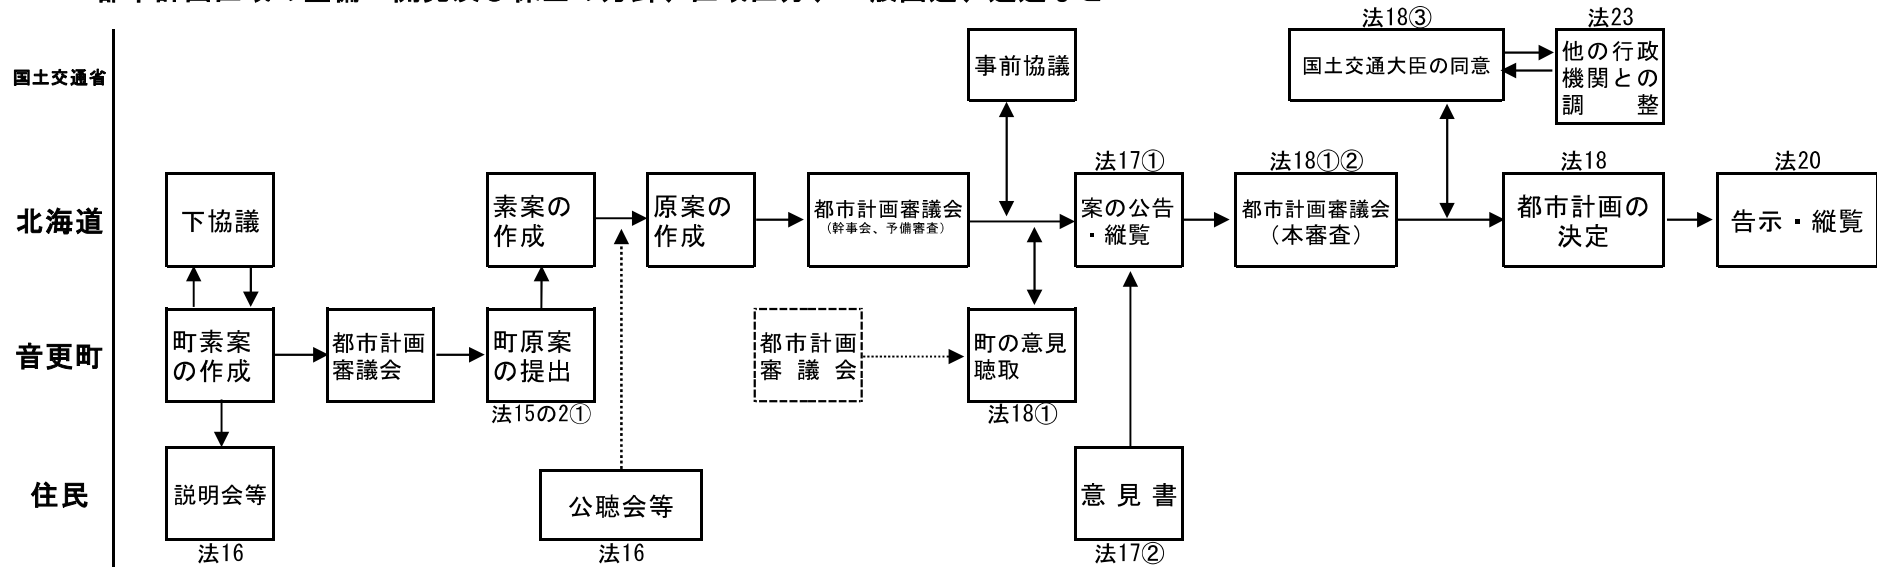 法18③
法23
国土交通省
事前協議
国土交通大臣の同意
他の行政
機関との
調整
法17①
法18①②
法18
法20
北海道
下協議
素案の
作成
原案の
作成
都市計画審議会
(幹事会、予備審査)
案の公告
・縦覧
都市計画審議会
(本審査)
都市計画の
決定
告示・縦覧
音更町
町素案
の作成
都市計画
審議会
町原案
の提出
都市計画
審議会
町の意見
聴取
法15の2①
法18①
住民
説明会等
公聴会等
意見書
法16
法16
法17②